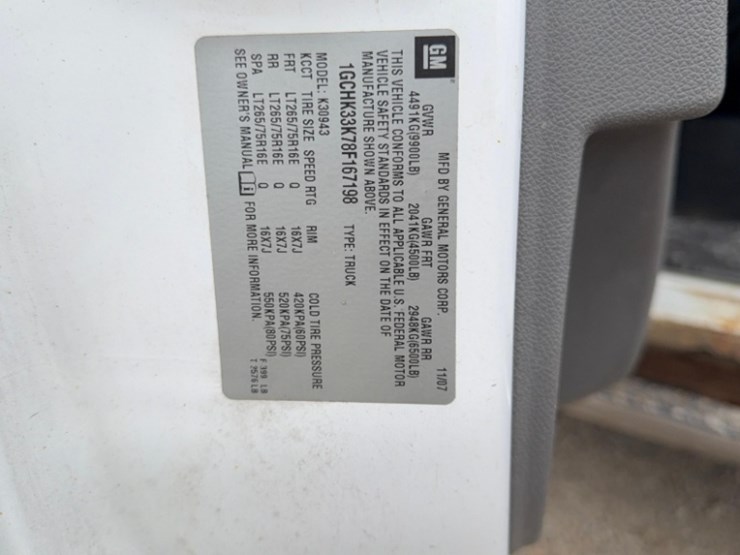 GM
MFD BY GENERAL MOTORS CORP. 11/07
GVWR GAWR FRT GAWR RR
4491KG(9900LB) 2041KG(4500LB) 2948KG(6500LB)
THIS VEHICLE CONFORMS TO ALL APPLICABLE U.S. FEDERAL MOTOR
VEHICLE SAFETY STANDARDS IN EFFECT ON THE DATE OF
MANUFACTURE SHOWN ABOVE.
1GCHK33K78F167198 TYPE: TRUCK
MODEL: K30943
KCCT TIRE SIZE SPEED RTG RIM COLD TIRE PRESSURE
FRT LT265/75R16E Q 16X7J 420KPA(60PSI)
RR LT265/75R16E Q 16X7J 520KPA(75PSI)
SPA LT265/75R16E Q 16X7J 550KPA(80PSI)
SEE OWNER'S MANUAL FOR MORE INFORMATION.